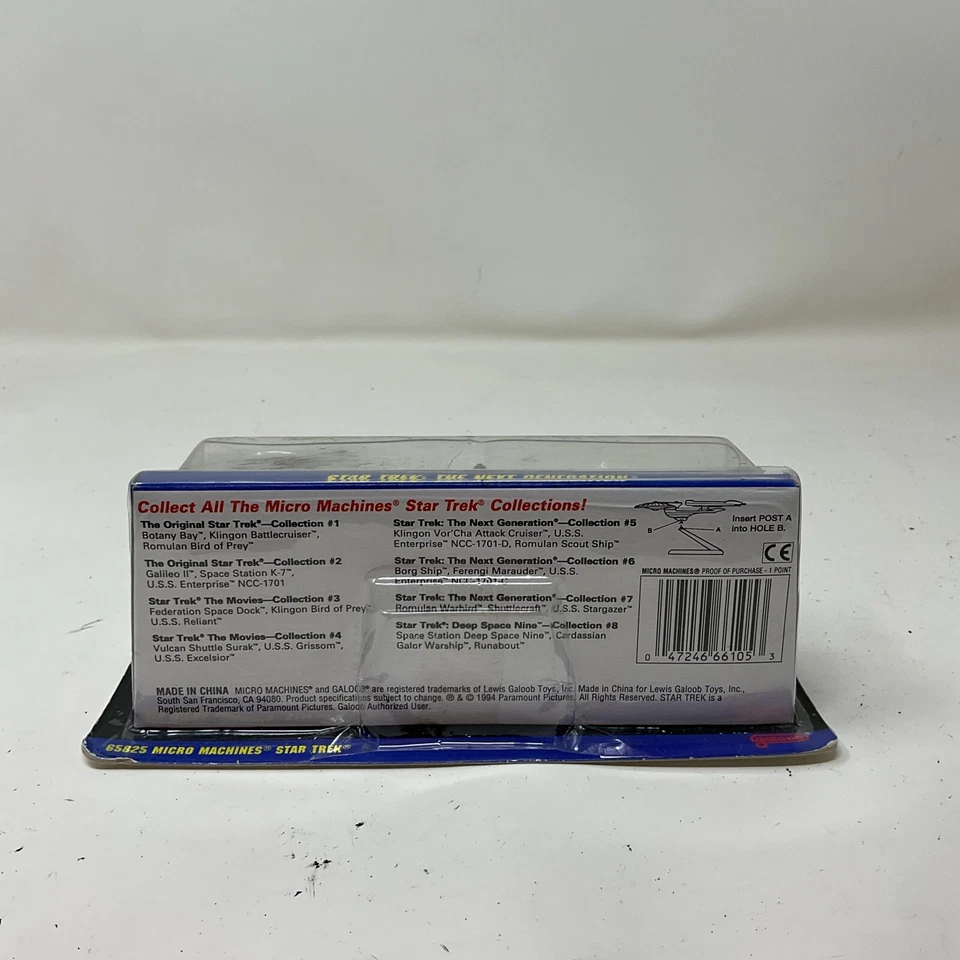 STAR TREK: THE NEXT GENERATION™
Collect All The Micro Machines® Star Trek® Collections!
The Original Star Trek®—Collection #1
Botany Bay™, Klingon Battlecruiser™,
Romulan Bird of Prey™
The Original Star Trek®—Collection #2
Galileo II™, Space Station K-7™,
U.S.S. Enterprise™ NCC-1701
Star Trek® The Movies—Collection #3
Federation Space Dock™, Klingon Bird of Prey™
U.S.S. Reliant™
Star Trek® The Movies—Collection #4
Vulcan Shuttle Surak™, U.S.S. Grissom™,
U.S.S. Excelsior™
Star Trek: The Next Generation®—Collection #5
Klingon Vor'Cha Attack Cruiser™, U.S.S.
Enterprise™ NCC-1701-D, Romulan Scout Ship™
Star Trek: The Next Generation®—Collection #6
Borg Ship™, Ferengi Marauder™, U.S.S.
Enterprise™ NCC-1701-C
Star Trek: The Next Generation®—Collection #7
Romulan Warbird™, Shuttlecraft™, U.S.S. Stargazer™
Star Trek®: Deep Space Nine™—Collection #8
Space Station Deep Space Nine™, Cardassian
Galor Warship™, Runabout™
B
A
Insert POST A
into HOLE B.
CE
MICRO MACHINES® PROOF OF PURCHASE - 1 POINT
0 47246 66105 3
MADE IN CHINA MICRO MACHINES® and GALOOB® are registered trademarks of Lewis Galoob Toys, Inc. Made in China for Lewis Galoob Toys, Inc.,
South San Francisco, CA 94080. Product specifications subject to change. ℗ & © 1994 Paramount Pictures. All Rights Reserved. STAR TREK is a
Registered Trademark of Paramount Pictures. Galoob Authorized User.
65825 MICRO MACHINES® STAR TREK®
galoob